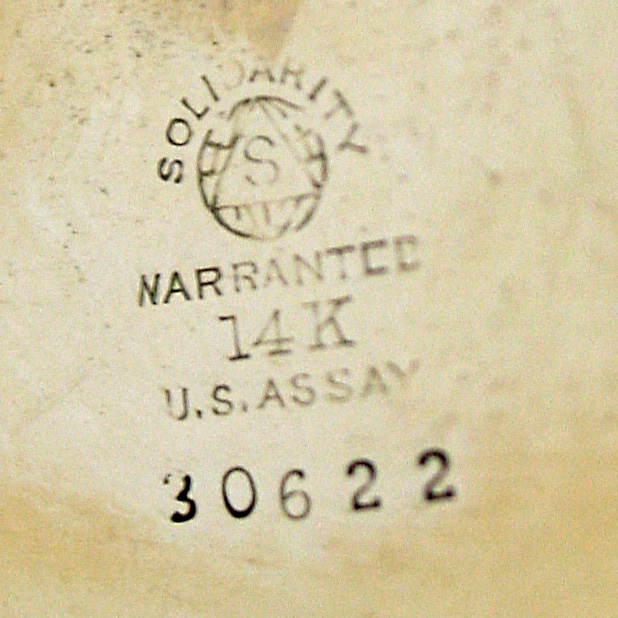 SOLIDARITY
S
WARRANTED
14K
U.S. ASSAY
30622